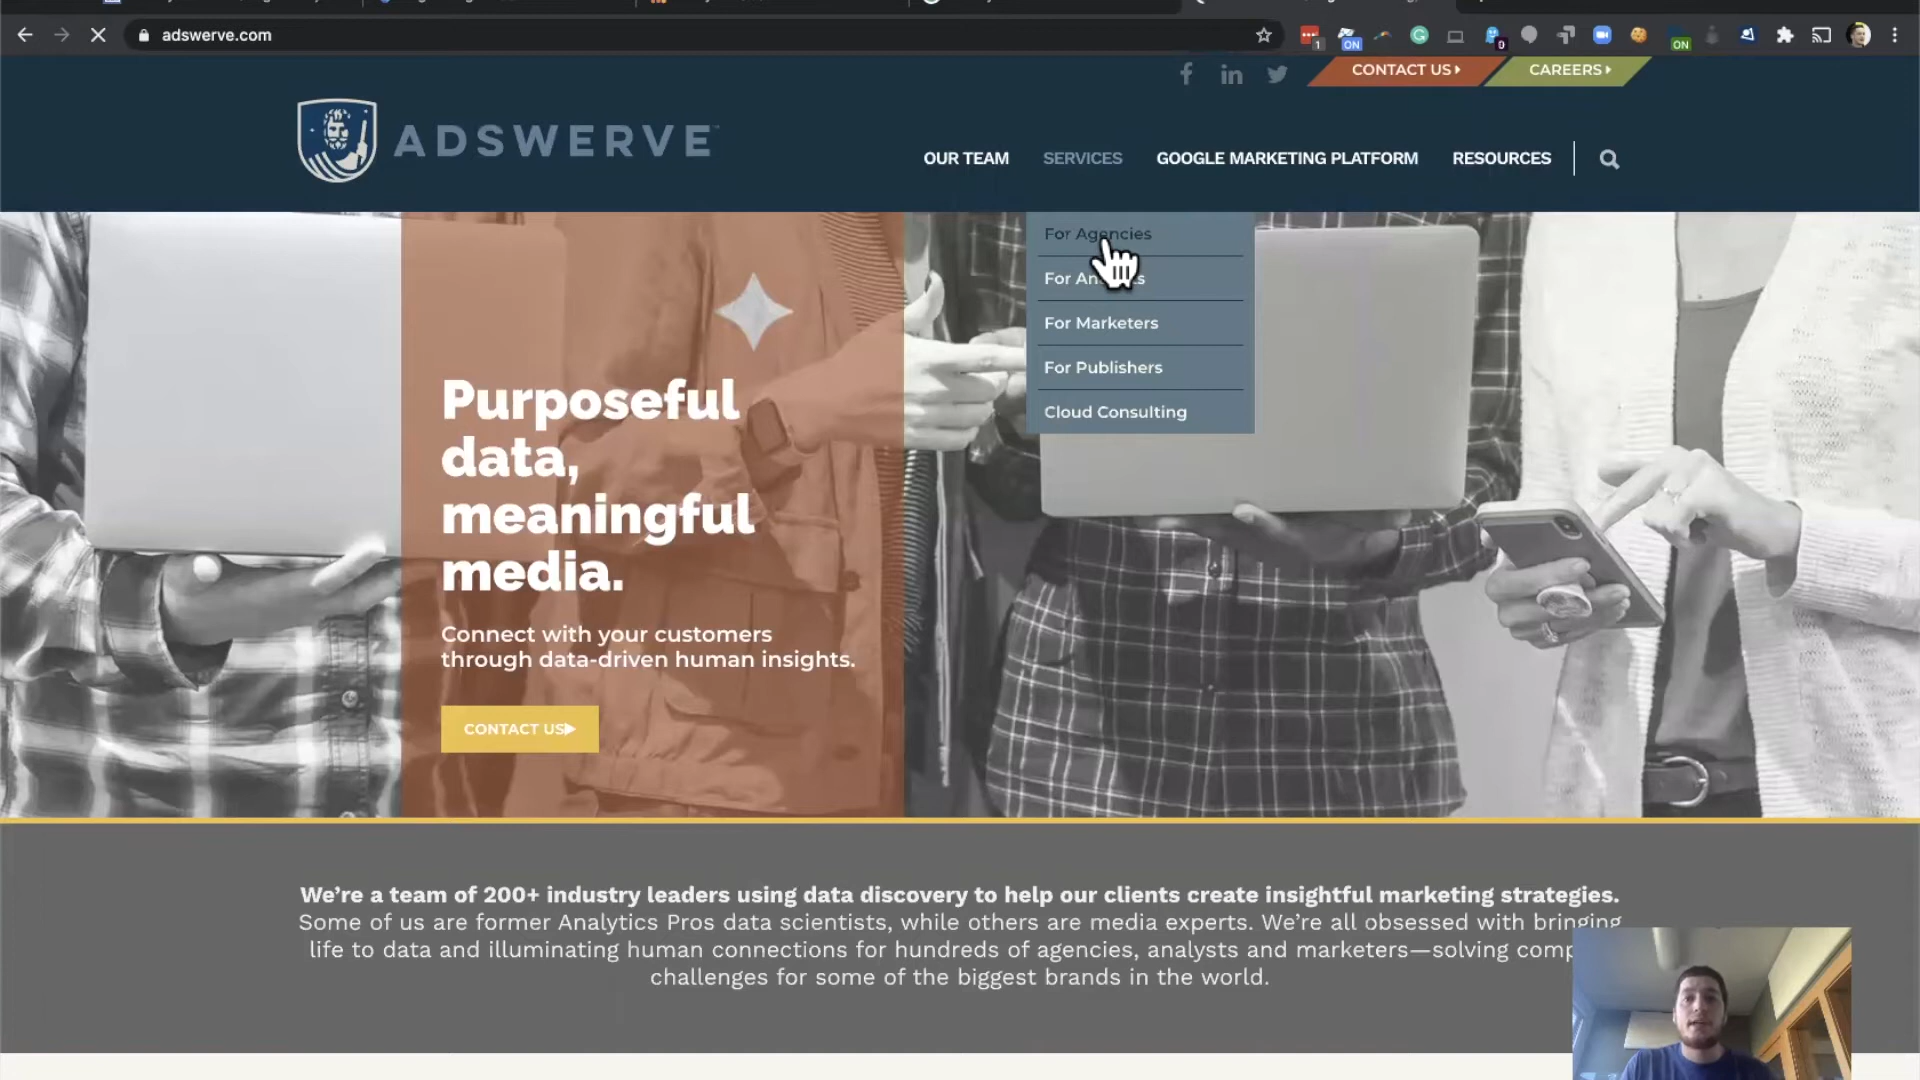 adswerve.com
1
ON
0
ON
CONTACT US
CAREERS
ADSWERVE
OUR TEAM
SERVICES
GOOGLE MARKETING PLATFORM
RESOURCES
For Agencies
For Marketers
For Publishers
Cloud Consulting
Purposeful
data,
meaningful
media.
Connect with your customers
through data-driven human insights.
CONTACT US
We're a team of 200+ industry leaders using data discovery to help our clients create insightful marketing strategies.
Some of us are former Analytics Pros data scientists, while others are media experts. We're all obsessed with bringing
life to data and illuminating human connections for hundreds of agencies, analysts and marketers—solving
challenges for some of the biggest brands in the world.